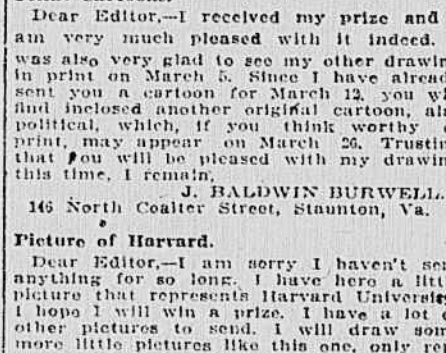 Dear Editor,—I received my prize and
am very much pleased with it indeed.
was also very glad to see my other drawin
in print on March 5. Since I have alread
sent you a cartoon for March 12, you wi
find inclosed another original cartoon, als
political, which, if you think worthy
print, may appear on March 26. Trustin
that you will be pleased with my drawin
this time, I remain,
J. BALDWIN BURWELL.
146 North Coalter Street, Staunton, Va.
Picture of Harvard.
Dear Editor,—I am sorry I haven't sen
anything for so long. I have here a littl
picture that represents Harvard University
I hope I will win a prize. I have a lot o
other pictures to send. I will draw som
more little pictures like this one, only rep